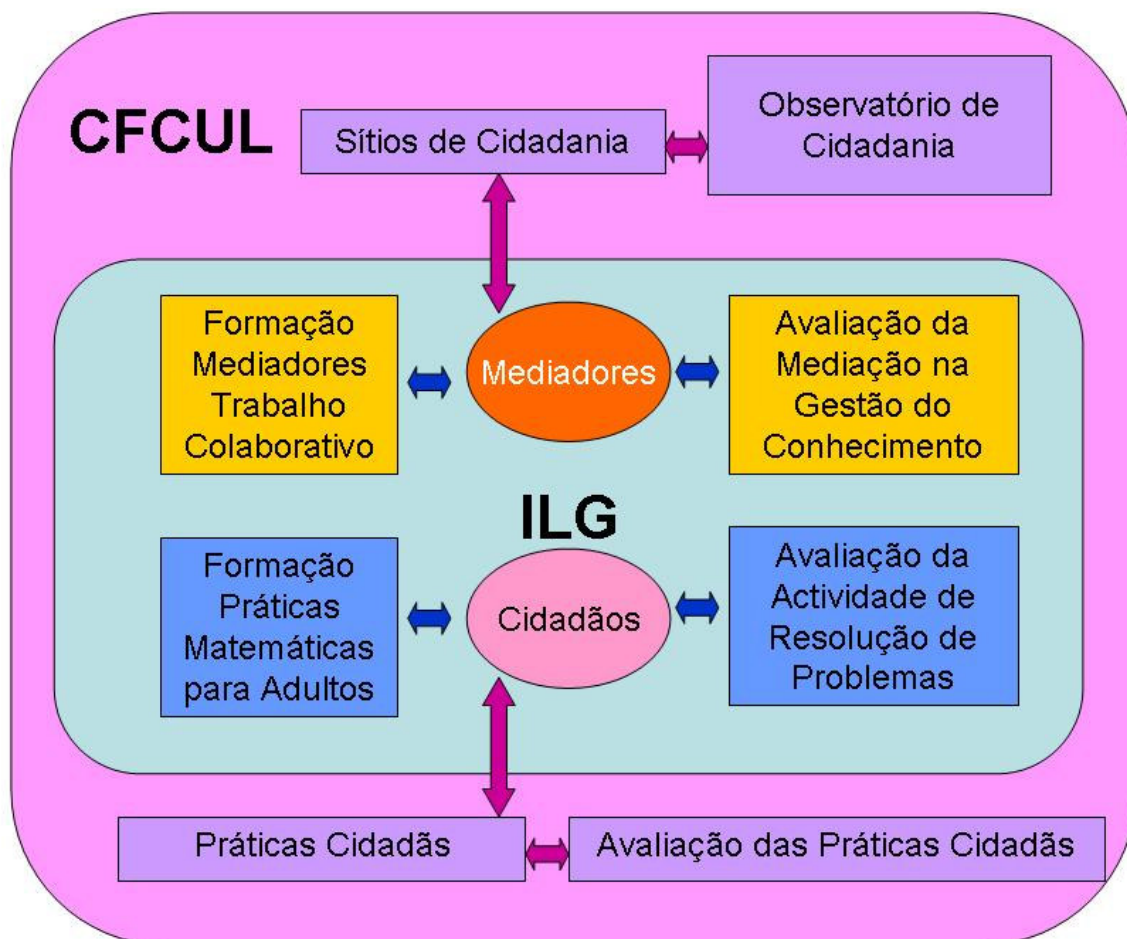 CFCUL
Sítios de Cidadania
Observatório de
Cidadania
Formação
Mediadores
Trabalho
Colaborativo
Mediadores
Avaliação da
Mediação na
Gestão do
Conhecimento
ILG
Formação
Práticas
Matemáticas
para Adultos
Cidadãos
Avaliação da
Actividade de
Resolução de
Problemas
Práticas Cidadãs
Avaliação das Práticas Cidadãs